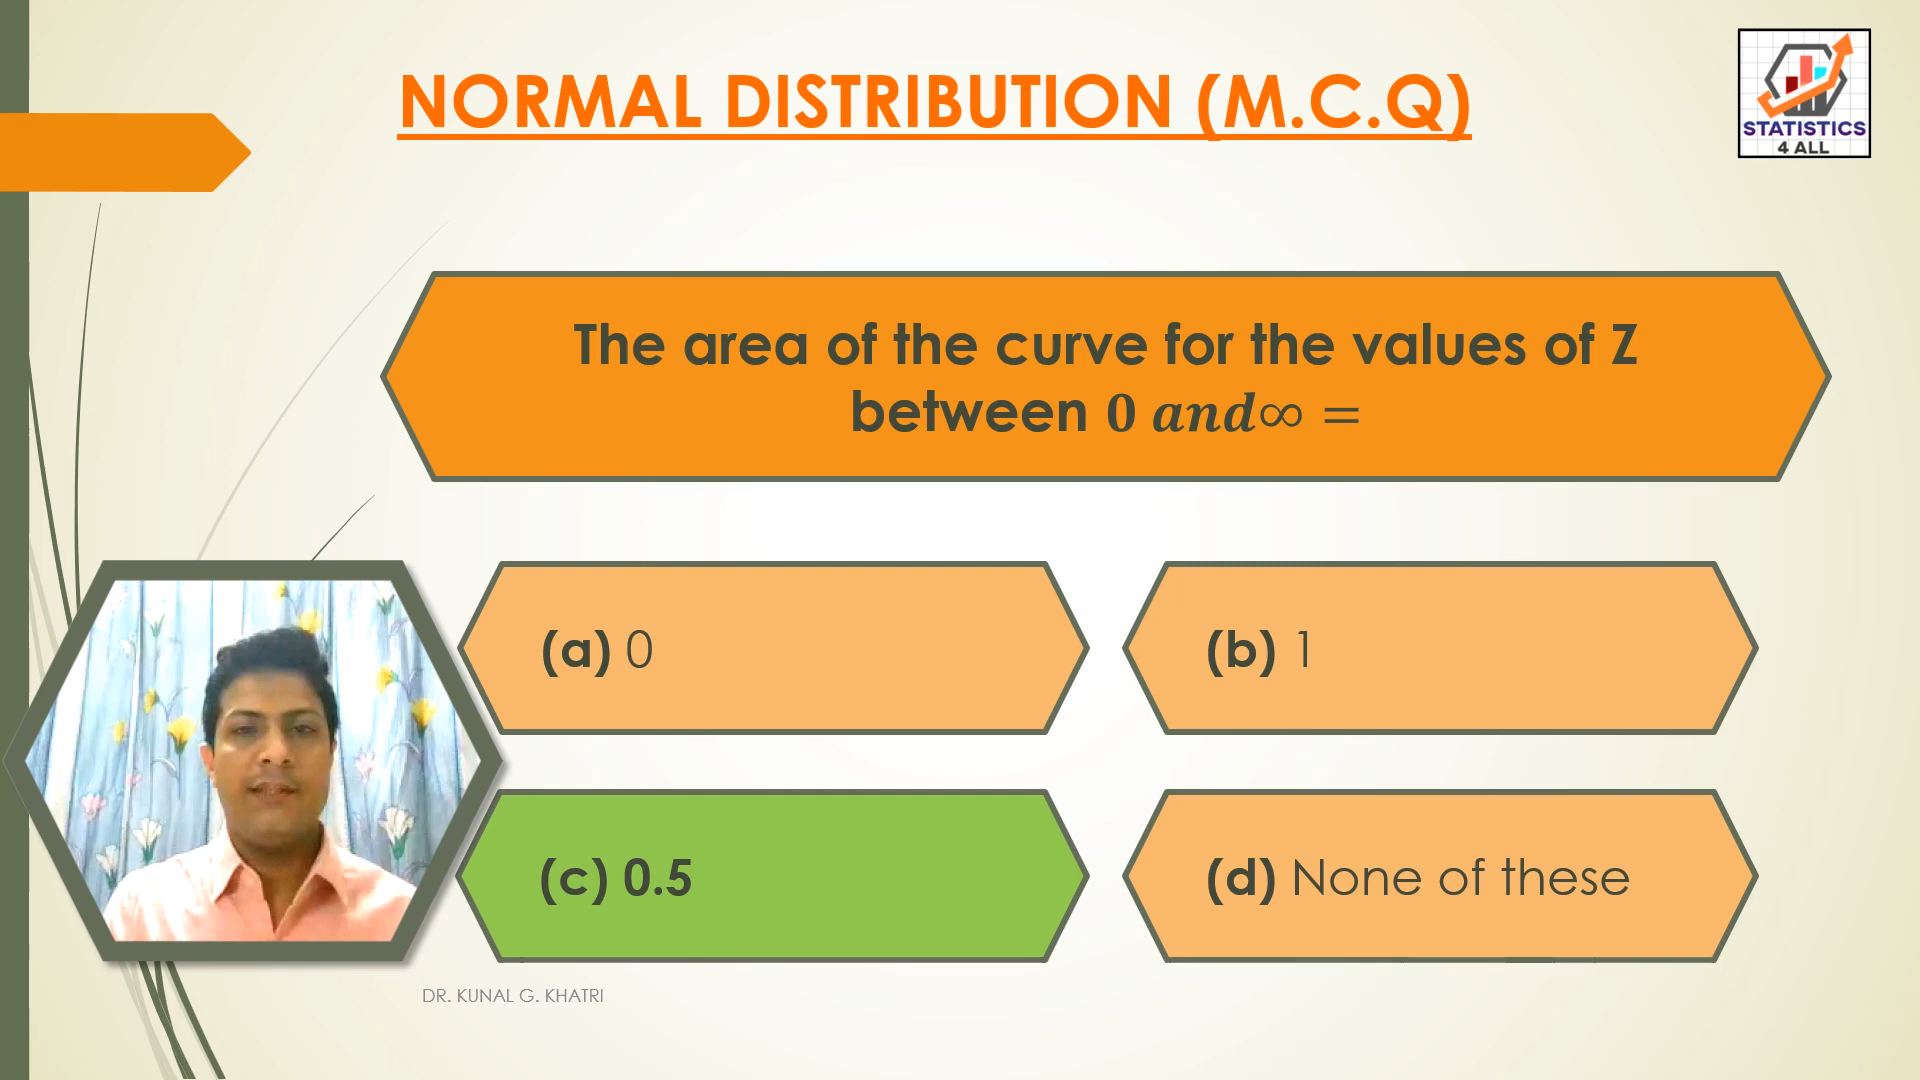 NORMAL DISTRIBUTION (M.C.Q)
STATISTICS
4 ALL
The area of the curve for the values of Z
between 0 and∞ =
(a) 0
(b) 1
(c) 0.5
(d) None of these
DR. KUNAL G. KHATRI